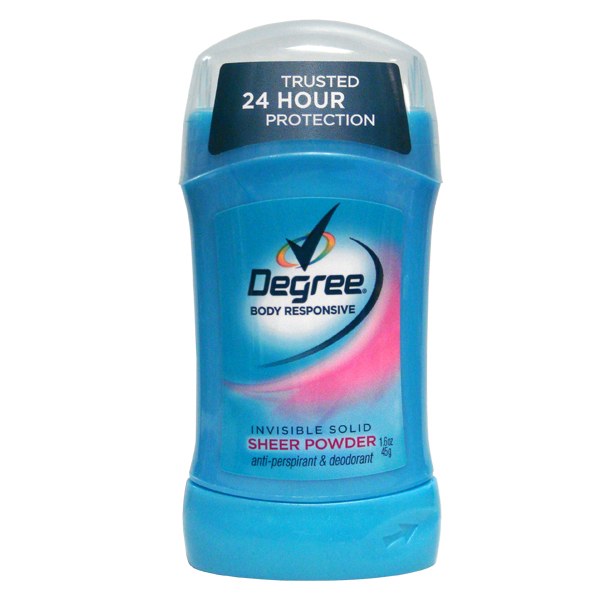 TRUSTED
24 HOUR
PROTECTION
Degree®
BODY RESPONSIVE
INVISIBLE SOLID
SHEER POWDER 1.6oz
45g
anti-perspirant & deodorant